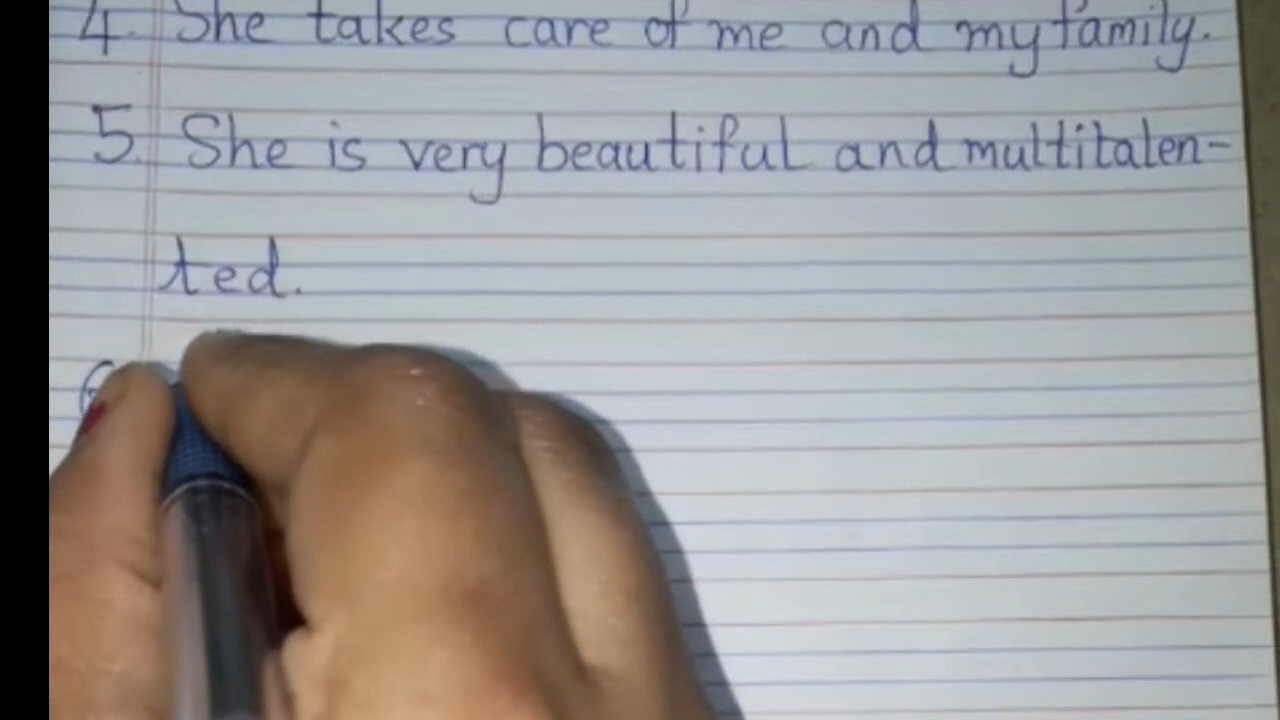 4. She takes care of me and my family.
5. She is very beautiful and multitalen-
ted.